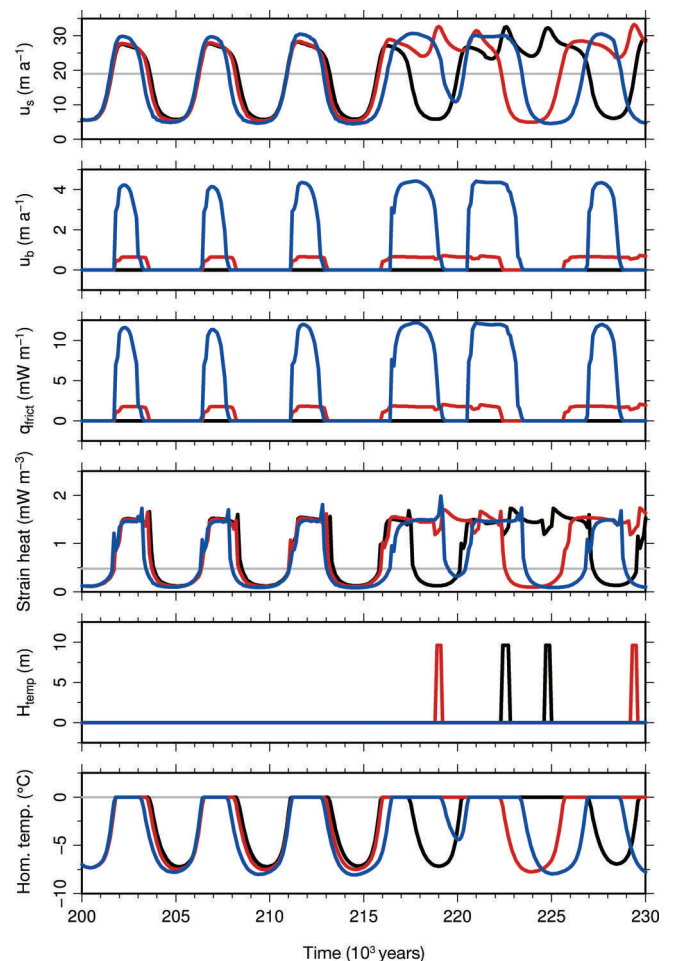 30
20
10
0
u_s (m a⁻¹)
4
2
0
u_b (m a⁻¹)
10
5
0
q_frict (mW m⁻¹)
2
1
0
Strain heat (mW m⁻³)
10
5
0
H_temp (m)
0
−5
−10
Hom. temp. (°C)
200 205 210 215 220 225 230
Time (10³ years)